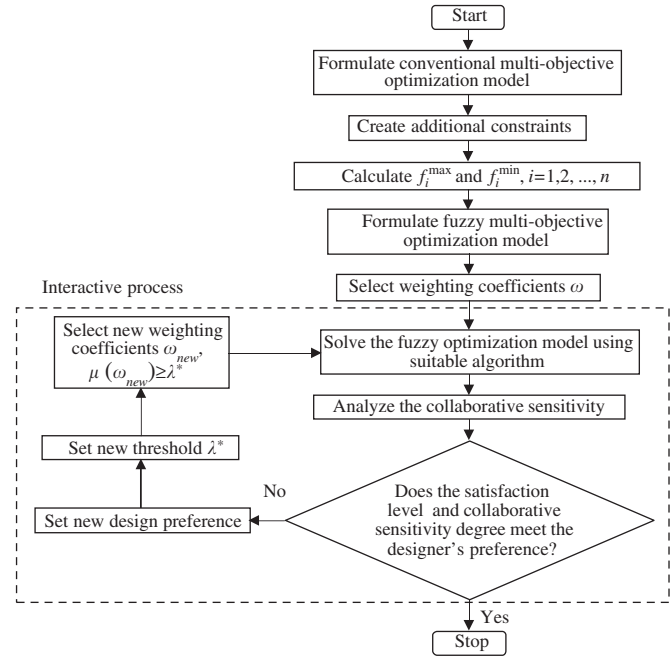 Start
Formulate conventional multi-objective
optimization model
Create additional constraints
Calculate f_i^max and f_i^min, i=1,2, ..., n
Formulate fuzzy multi-objective
optimization model
Select weighting coefficients ω
Interactive process
Solve the fuzzy optimization model using
suitable algorithm
Analyze the collaborative sensitivity
Does the satisfaction
level and collaborative
sensitivity degree meet the
designer's preference?
No
Set new design preference
Set new threshold λ*
Select new weighting
coefficients ω_new,
μ (ω_new)≥λ*
Yes
Stop